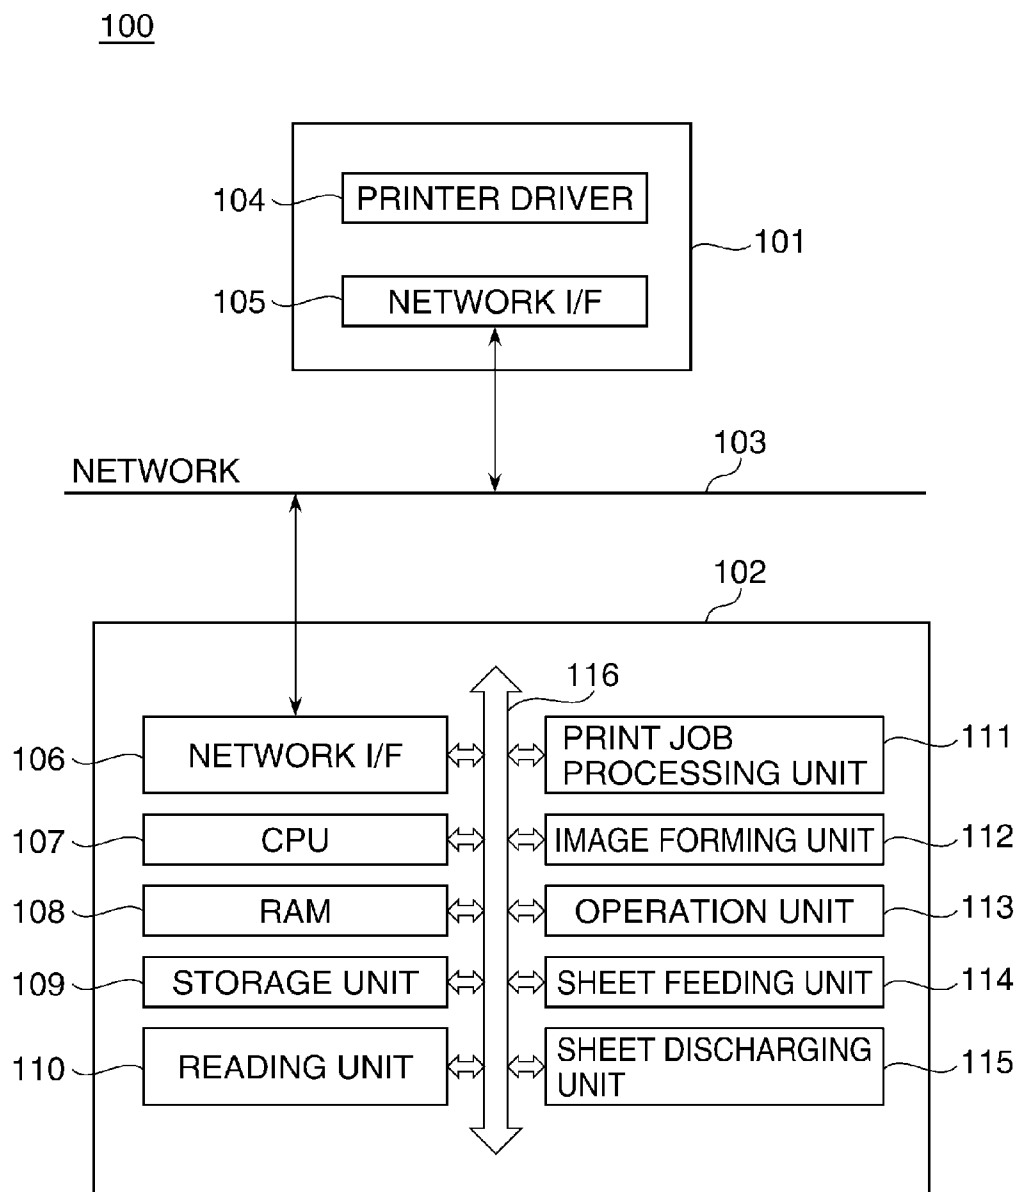 100
104
PRINTER DRIVER
101
105
NETWORK I/F
NETWORK
103
102
116
106
NETWORK I/F
PRINT JOB
PROCESSING UNIT
111
107
CPU
IMAGE FORMING UNIT
112
108
RAM
OPERATION UNIT
113
109
STORAGE UNIT
SHEET FEEDING UNIT
114
110
READING UNIT
SHEET DISCHARGING
UNIT
115